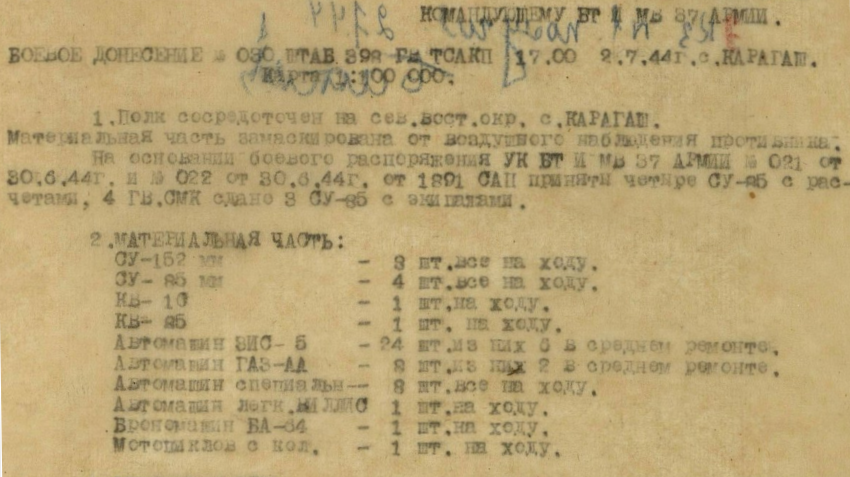 КОМАНДУЮЩЕМУ БТ И МВ 37 АРМИИ.
БОЕВОЕ ДОНЕСЕНИЕ № 030 ШТАБ 398 ГВ ТСАКП 17.00 2.7.44г.с.КАРАГАШ.
Карта 1:100 000.
1.Полк сосредоточен на сев.вост.окр. с.КАРАГАШ.
Материальная часть замаскирована от воздушного наблюдения противника.
На основании боевого распоряжения УК БТ И МВ 37 АРМИИ № 021 от
30.6.44г. и № 022 от 30.6.44г. от 1891 САП приняти четыре СУ-85 с рас-
четами, 4 ГВ.СМК сдано 3 СУ-85 с экипажами.
2.МАТЕРИАЛЬНАЯ ЧАСТЬ:
СУ-152 мм - 8 шт.все на ходу.
СУ- 85 мм - 4 шт.все на ходу.
КВ- 1С - 1 шт.на ходу.
КВ- 85 - 1 шт. на ходу.
Автомашин ЗИС- 5 -24 шт.из них 6 в среднем ремонте.
Автомашин ГАЗ-АА - 8 шт.из них 2 в среднем ремонте.
Автомашин специальн-- 8 шт.все на ходу.
Автомашин легк.ВИЛЛИС 1 шт.на ходу.
Брономашин БА-64 - 1 шт.на ходу.
Мотоциклов с кол. - 1 шт. на ходу.